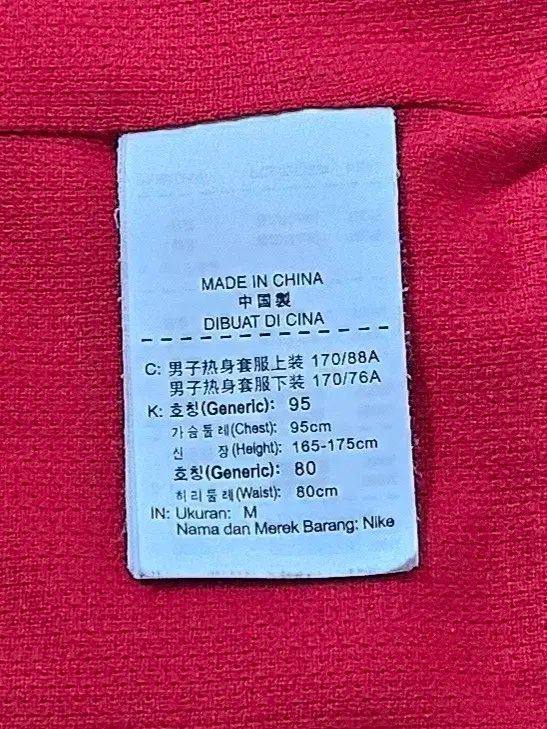 MADE IN CHINA
中国製
DIBUAT DI CINA
C: 男子热身套服上装 170/88A
男子热身套服下装 170/76A
K: 호칭(Generic): 95
가슴둘레(Chest): 95cm
신 장(Height): 165-175cm
호칭(Generic): 80
허리둘레(Waist): 80cm
IN: Ukuran: M
Nama dan Merek Barang: Nike